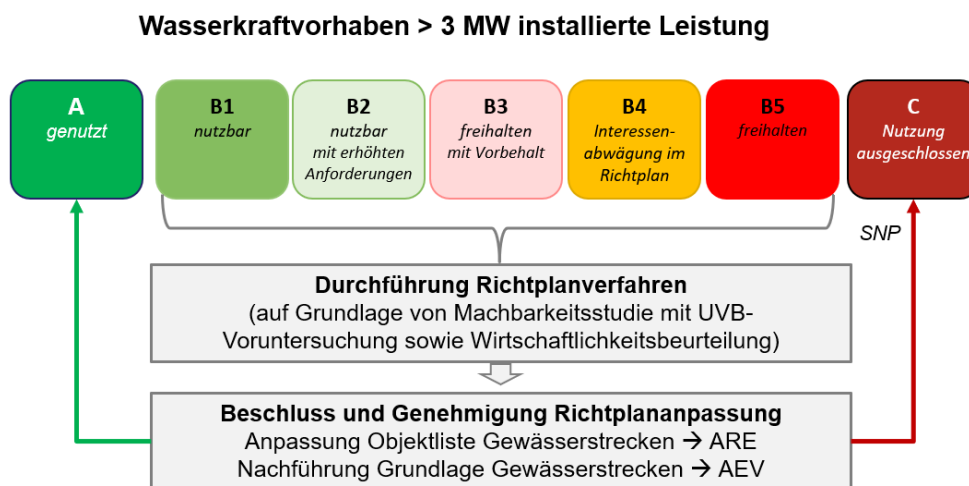 Wasserkraftvorhaben > 3 MW installierte Leistung
A
genutzt
B1
nutzbar
B2
nutzbar
mit erhöhten
Anforderungen
B3
freihalten
mit Vorbehalt
B4
Interessen-
abwägung im
Richtplan
B5
freihalten
C
Nutzung
ausgeschlossen
SNP
Durchführung Richtplanverfahren
(auf Grundlage von Machbarkeitsstudie mit UVB-
Voruntersuchung sowie Wirtschaftlichkeitsbeurteilung)
Beschluss und Genehmigung Richtplananpassung
Anpassung Objektliste Gewässerstrecken → ARE
Nachführung Grundlage Gewässerstrecken → AEV